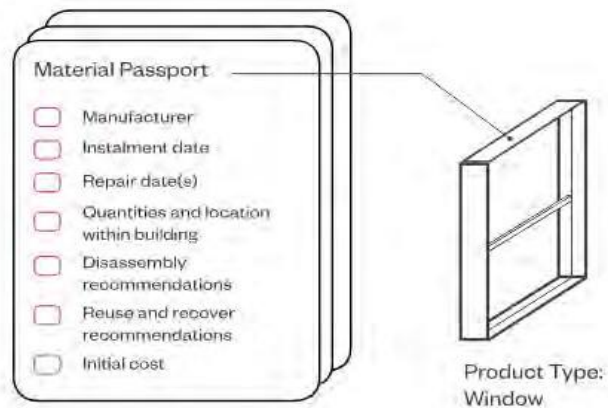 Material Passport
Manufacturer
Instalment date
Repair date(s)
Quantities and location
within building
Disassembly
recommendations
Reuse and recover
recommendations
Initial cost
Product Type:
Window